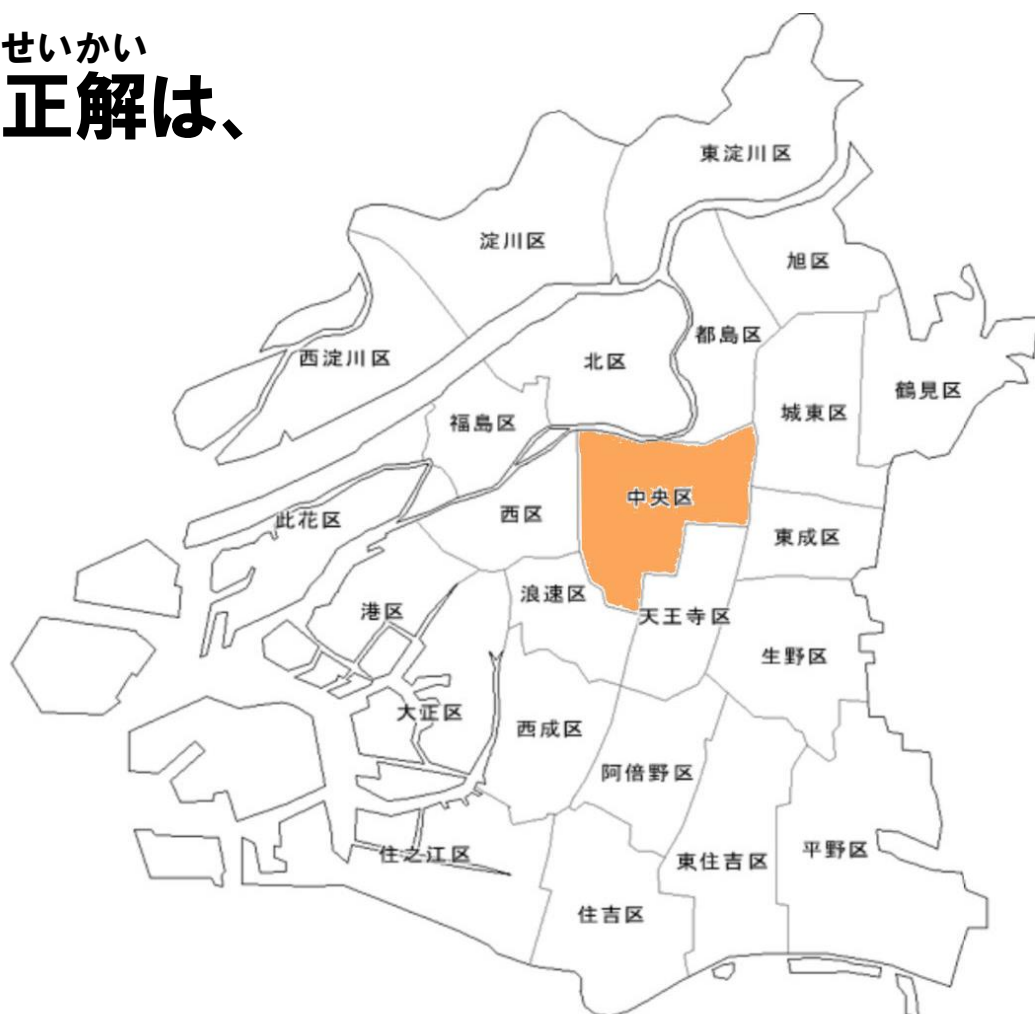 せいかい
正解は、
東淀川区
淀川区
旭区
都島区
西淀川区
北区
鶴見区
城東区
福島区
中央区
西区
此花区
東成区
浪速区
港区
天王寺区
生野区
大正区
西成区
阿倍野区
平野区
住之江区
東住吉区
住吉区